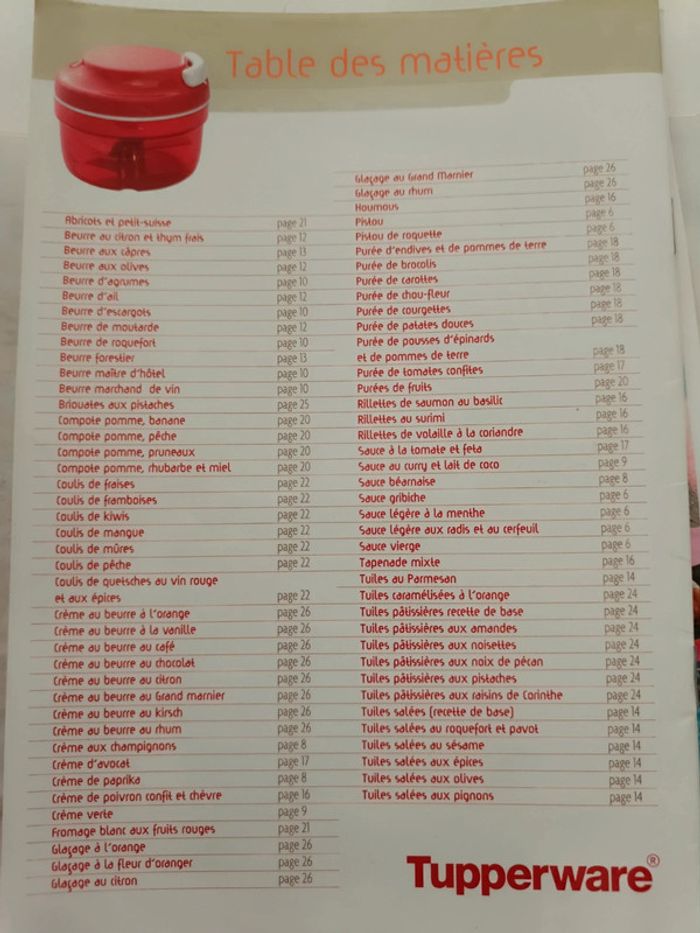 Table des matières
Abricots et petit-suisse page 21
Beurre au citron et thym frais page 12
Beurre aux câpres page 13
Beurre aux olives page 12
Beurre d'agrumes page 10
Beurre d'ail page 12
Beurre d'escargots page 10
Beurre de moutarde page 12
Beurre de roquefort page 10
Beurre forestier page 13
Beurre maître d'hôtel page 10
Beurre marchand de vin page 10
Briouates aux pistaches page 25
Compote pomme, banane page 20
Compote pomme, pêche page 20
Compote pomme, pruneaux page 20
Compote pomme, rhubarbe et miel page 20
Coulis de fraises page 22
Coulis de framboises page 22
Coulis de kiwis page 22
Coulis de mangue page 22
Coulis de mûres page 22
Coulis de pêche page 22
Coulis de quetsches au vin rouge
et aux épices page 22
Crème au beurre à l'orange page 26
Crème au beurre à la vanille page 26
Crème au beurre au café page 26
Crème au beurre au chocolat page 26
Crème au beurre au citron page 26
Crème au beurre au Grand marnier page 26
Crème au beurre au kirsch page 26
Crème au beurre au rhum page 26
Crème aux champignons page 8
Crème d'avocat page 17
Crème de paprika page 8
Crème de poivron confit et chèvre page 16
Crème verte page 9
Fromage blanc aux fruits rouges page 21
Glaçage à l'orange page 26
Glaçage à la fleur d'oranger page 26
Glaçage au citron page 26
Glaçage au Grand Marnier page 26
Glaçage au rhum page 26
Houmous page 16
Pistou page 6
Pistou de roquette page 6
Purée d'endives et de pommes de terre page 18
Purée de brocolis page 18
Purée de carottes page 18
Purée de chou-fleur page 18
Purée de courgettes page 18
Purée de patates douces page 18
Purée de pousses d'épinards
et de pommes de terre page 18
Purée de tomates confites page 17
Purées de fruits page 20
Rillettes de saumon au basilic page 16
Rillettes au surimi page 16
Rillettes de volaille à la coriandre page 16
Sauce à la tomate et feta page 17
Sauce au curry et lait de coco page 9
Sauce béarnaise page 8
Sauce gribiche page 6
Sauce légère à la menthe page 6
Sauce légère aux radis et au cerfeuil page 6
Sauce vierge page 6
Tapenade mixte page 16
Tuiles au Parmesan page 14
Tuiles caramélisées à l'orange page 24
Tuiles pâtissières recette de base page 24
Tuiles pâtissières aux amandes page 24
Tuiles pâtissières aux noisettes page 24
Tuiles pâtissières aux noix de pécan page 24
Tuiles pâtissières aux pistaches page 24
Tuiles pâtissières aux raisins de Corinthe page 24
Tuiles salées (recette de base) page 14
Tuiles salées au roquefort et pavot page 14
Tuiles salées au sésame page 14
Tuiles salées aux épices page 14
Tuiles salées aux olives page 14
Tuiles salées aux pignons page 14
Tupperware®